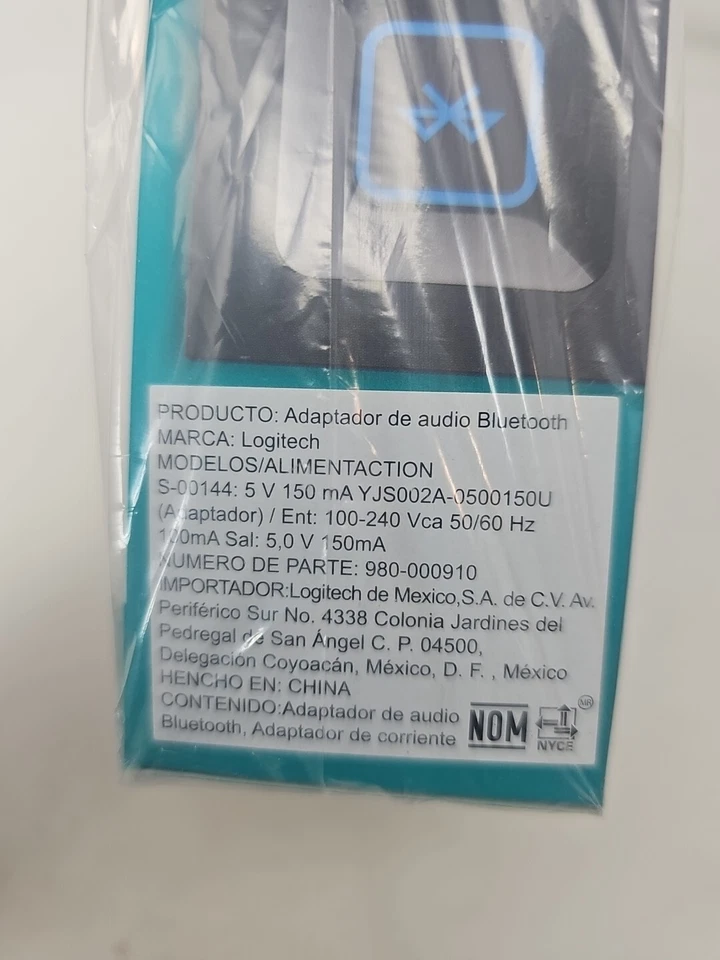 PRODUCTO: Adaptador de audio Bluetooth
MARCA: Logitech
MODELOS/ALIMENTACTION
S-00144: 5 V 150 mA YJS002A-0500150U
(Adaptador) / Ent: 100-240 Vca 50/60 Hz
Sal: 5,0 V 150mA
NUMERO DE PARTE: 980-000910
IMPORTADOR:Logitech de Mexico,S.A. de C.V. Av.
Periférico Sur No. 4338 Colonia Jardines del
Pedregal de San Ángel C. P. 04500,
Delegación Coyoacán, México, D. F. , México
HENCHO EN: CHINA
CONTENIDO:Adaptador de audio
Bluetooth, Adaptador de corriente
NOM
MR
NYCE